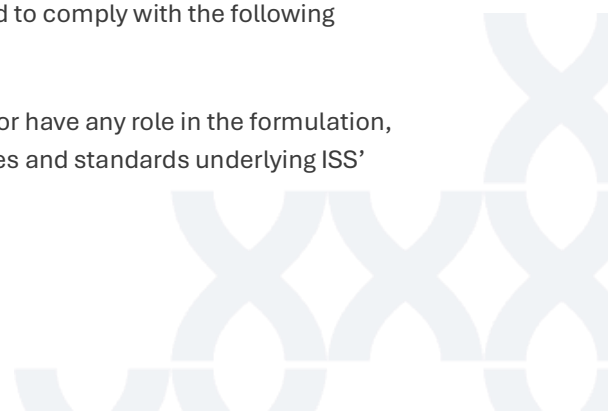 d to comply with the following
or have any role in the formulation,
es and standards underlying ISS’